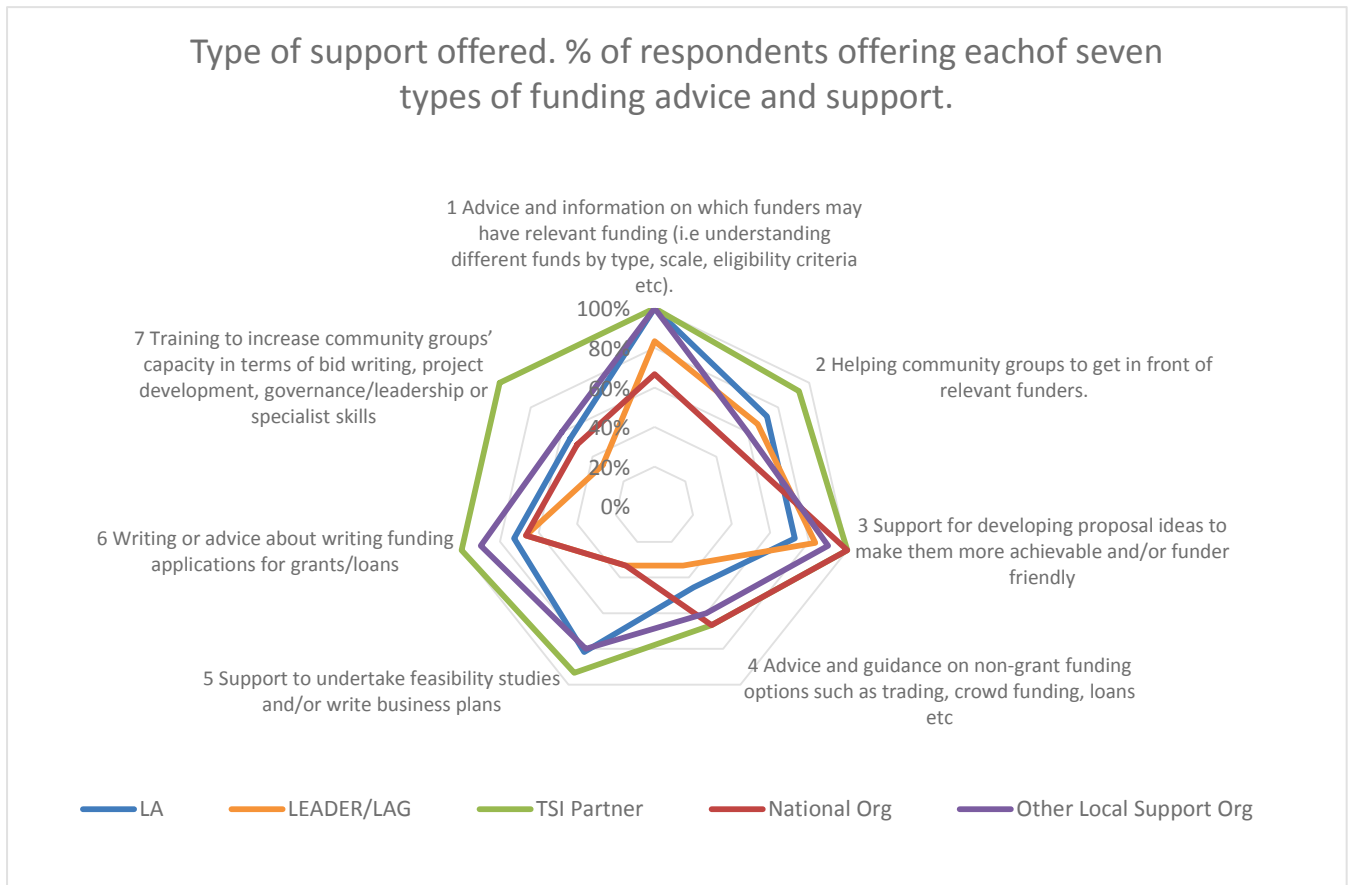 Type of support offered. % of respondents offering eachof seven
types of funding advice and support.
1 Advice and information on which funders may
have relevant funding (i.e understanding
different funds by type, scale, eligibility criteria
etc).
100%
80%
60%
40%
20%
0%
2 Helping community groups to get in front of
relevant funders.
3 Support for developing proposal ideas to
make them more achievable and/or funder
friendly
4 Advice and guidance on non-grant funding
options such as trading, crowd funding, loans
etc
5 Support to undertake feasibility studies
and/or write business plans
6 Writing or advice about writing funding
applications for grants/loans
7 Training to increase community groups’
capacity in terms of bid writing, project
development, governance/leadership or
specialist skills
LA LEADER/LAG TSI Partner National Org Other Local Support Org